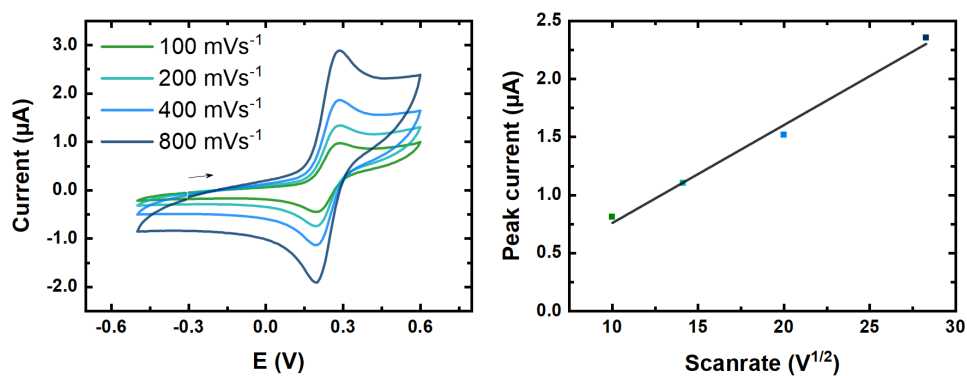 3.0
2.0
1.0
0.0
-1.0
-2.0
Current (µA)
100 mVs⁻¹
200 mVs⁻¹
400 mVs⁻¹
800 mVs⁻¹
-0.6
-0.3
0.0
0.3
0.6
E (V)
2.5
2.0
1.5
1.0
0.5
0.0
Peak current (µA)
10
15
20
25
30
Scanrate (V¹/²)